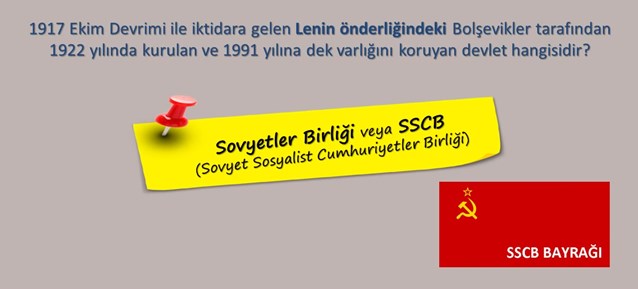 1917 Ekim Devrimi ile iktidara gelen Lenin önderliğindeki Bolşevikler tarafından
1922 yılında kurulan ve 1991 yılına dek varlığını koruyan devlet hangisidir?
Sovyetler Birliği veya SSCB
(Sovyet Sosyalist Cumhuriyetler Birliği)
SSCB BAYRAĞI